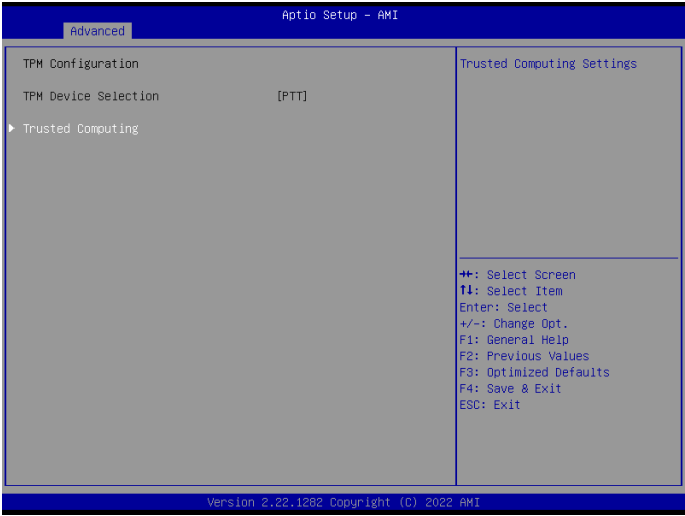 Aptio Setup – AMI
Advanced
TPM Configuration
TPM Device Selection [PTT]
Trusted Computing
Trusted Computing Settings
→←: Select Screen
↑↓: Select Item
Enter: Select
+/-: Change Opt.
F1: General Help
F2: Previous Values
F3: Optimized Defaults
F4: Save & Exit
ESC: Exit
Version 2.22.1282 Copyright (C) 2022 AMI